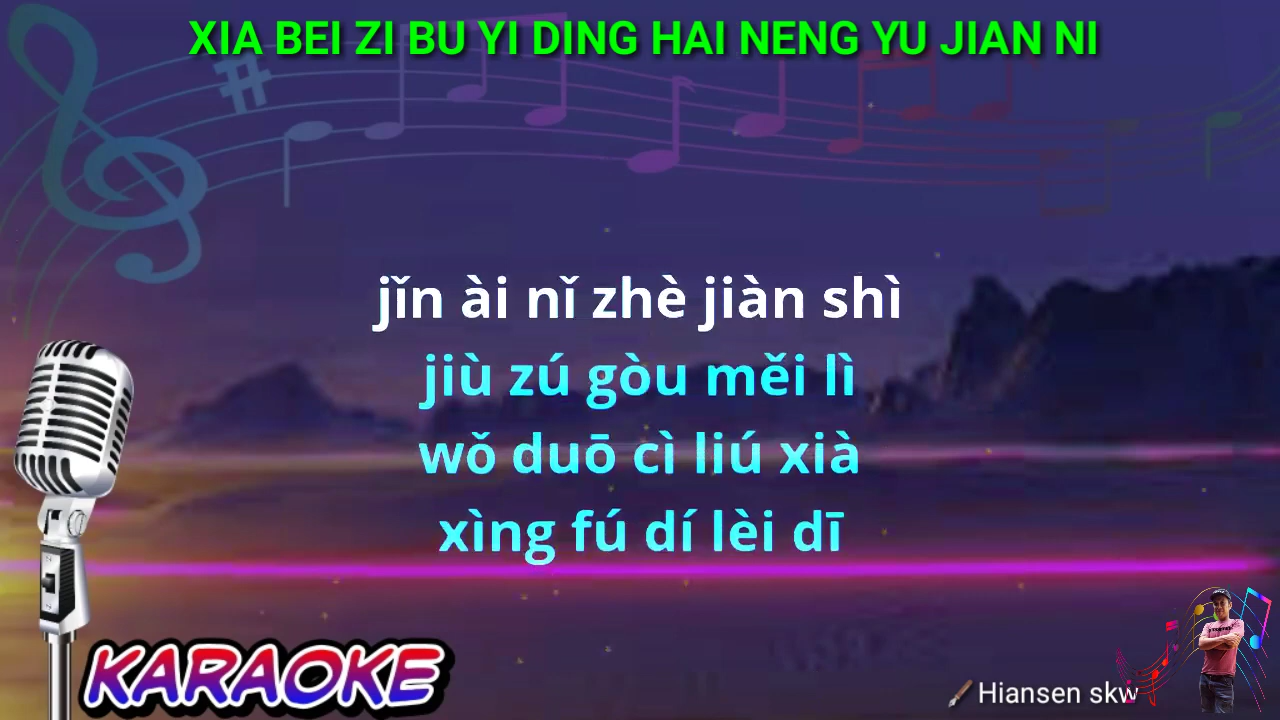 XIA BEI ZI BU YI DING HAI NENG YU JIAN NI
jǐn ài nǐ zhè jiàn shì
jiù zú gòu měi lì
wǒ duō cì liú xià
xìng fú dí lèi dī
KARAOKE
Hiansen skw